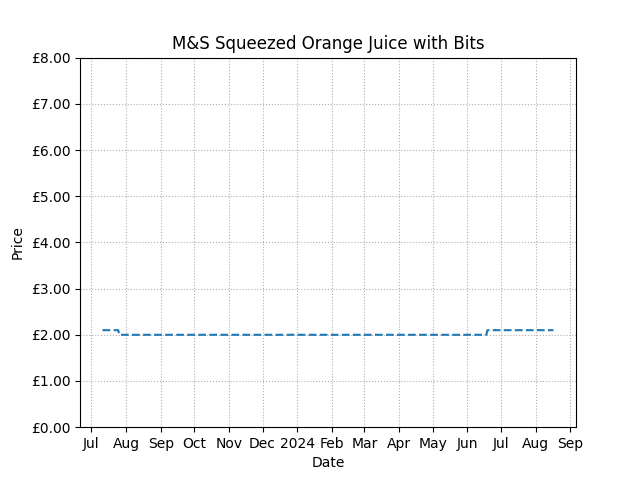 M&S Squeezed Orange Juice with Bits
£8.00
£7.00
£6.00
£5.00
£4.00
£3.00
£2.00
£1.00
£0.00
Price
Jul Aug Sep Oct Nov Dec 2024 Feb Mar Apr May Jun Jul Aug Sep
Date